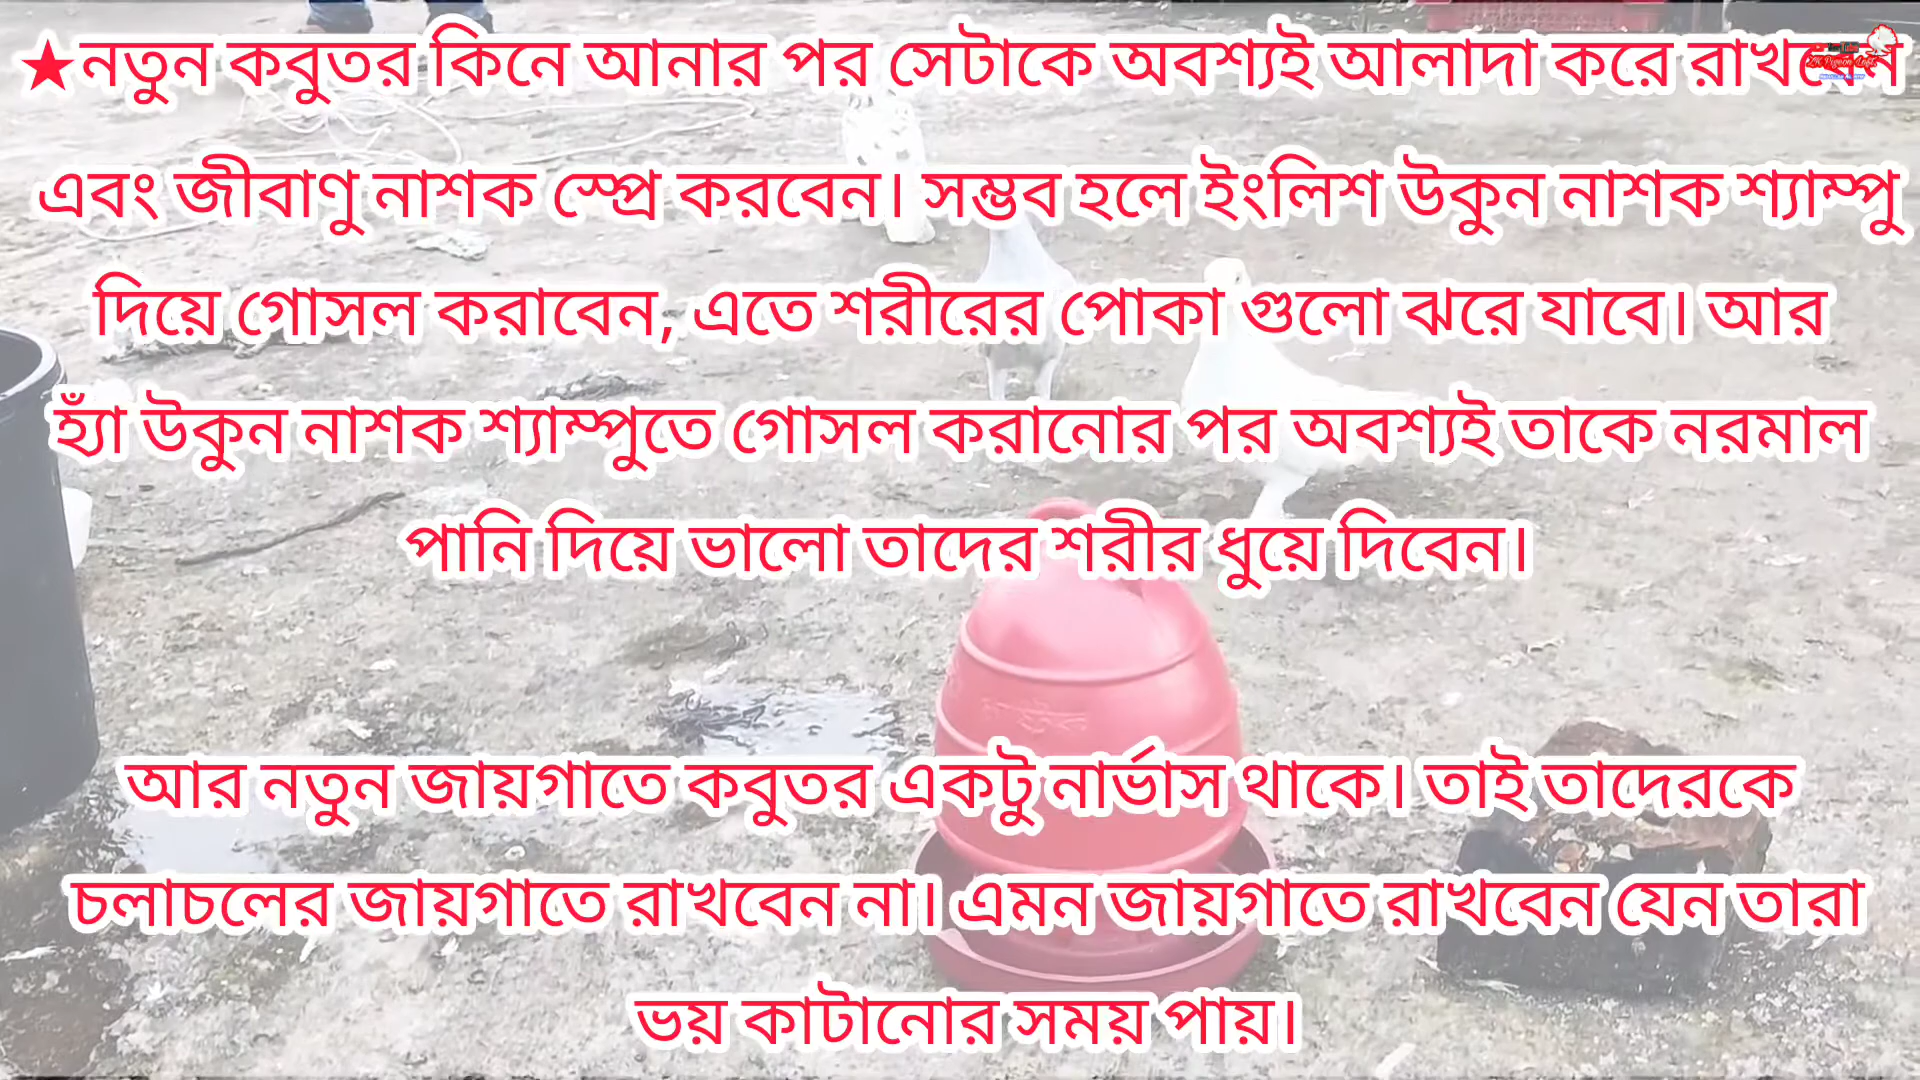 ★নতুন কবুতর কিনে আনার পর সেটাকে অবশ্যই আলাদা করে রাখবেন
এবং জীবাণু নাশক স্প্রে করবেন। সম্ভব হলে ইংলিশ উকুন নাশক শ্যাম্পু
দিয়ে গোসল করাবেন, এতে শরীরের পোকা গুলো ঝরে যাবে। আর
হ্যাঁ উকুন নাশক শ্যাম্পুতে গোসল করানোর পর অবশ্যই তাকে নরমাল
পানি দিয়ে ভালো তাদের শরীর ধুয়ে দিবেন।
আর নতুন জায়গাতে কবুতর একটু নার্ভাস থাকে। তাই তাদেরকে
চলাচলের জায়গাতে রাখবেন না। এমন জায়গাতে রাখবেন যেন তারা
ভয় কাটানোর সময় পায়।